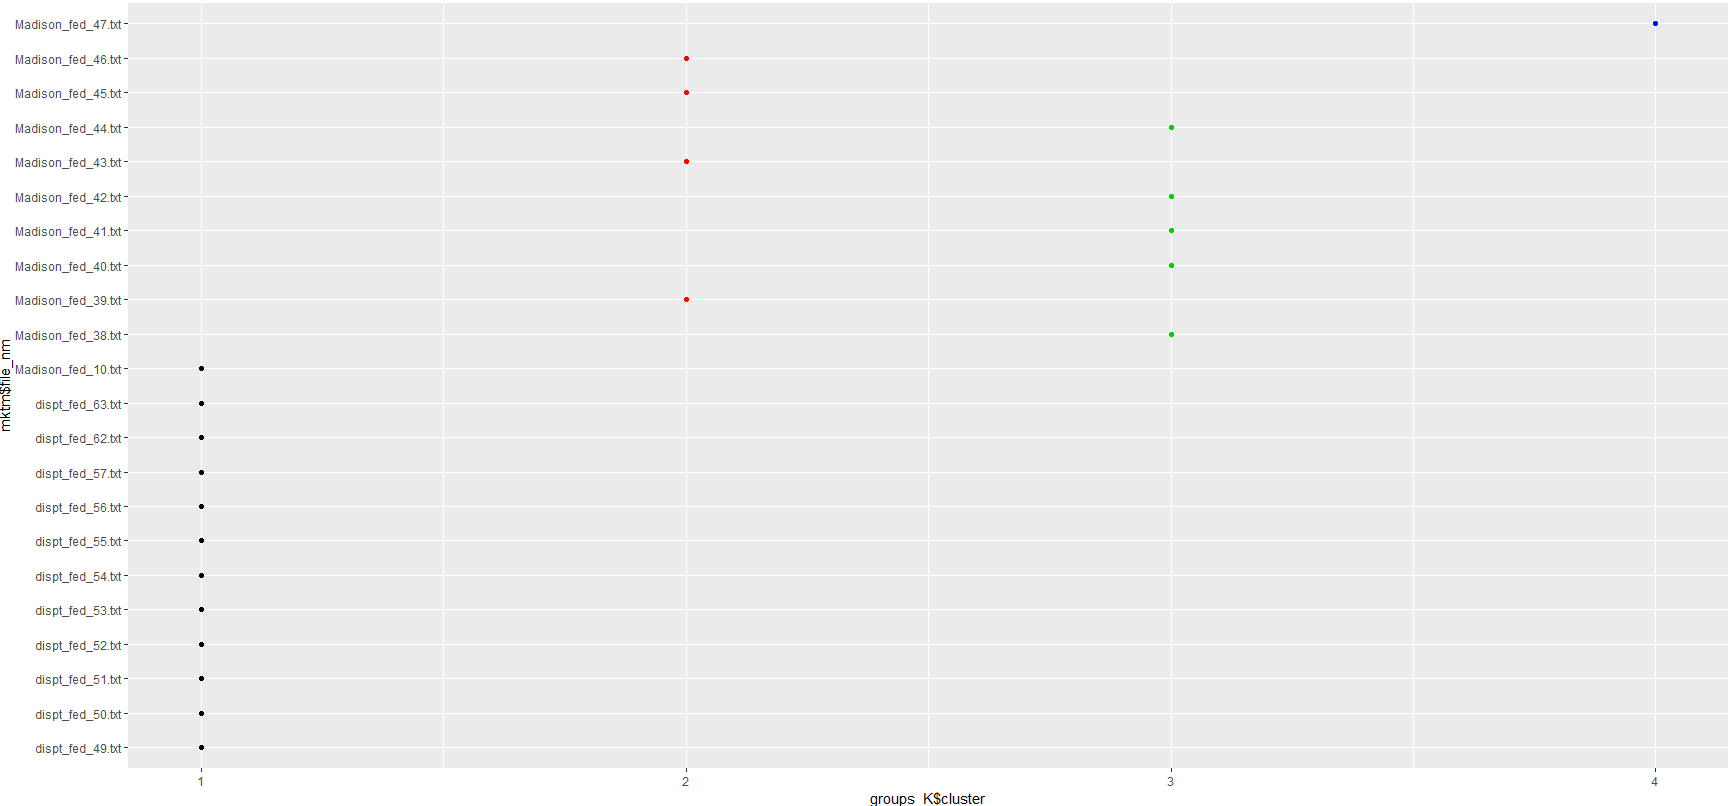 Madison_fed_47.txt
Madison_fed_46.txt
Madison_fed_45.txt
Madison_fed_44.txt
Madison_fed_43.txt
Madison_fed_42.txt
Madison_fed_41.txt
Madison_fed_40.txt
Madison_fed_39.txt
Madison_fed_38.txt
mktm$file_nm
Madison_fed_10.txt
dispt_fed_63.txt
dispt_fed_62.txt
dispt_fed_57.txt
dispt_fed_56.txt
dispt_fed_55.txt
dispt_fed_54.txt
dispt_fed_53.txt
dispt_fed_52.txt
dispt_fed_51.txt
dispt_fed_50.txt
dispt_fed_49.txt
1 2 3 4
groups_K$cluster